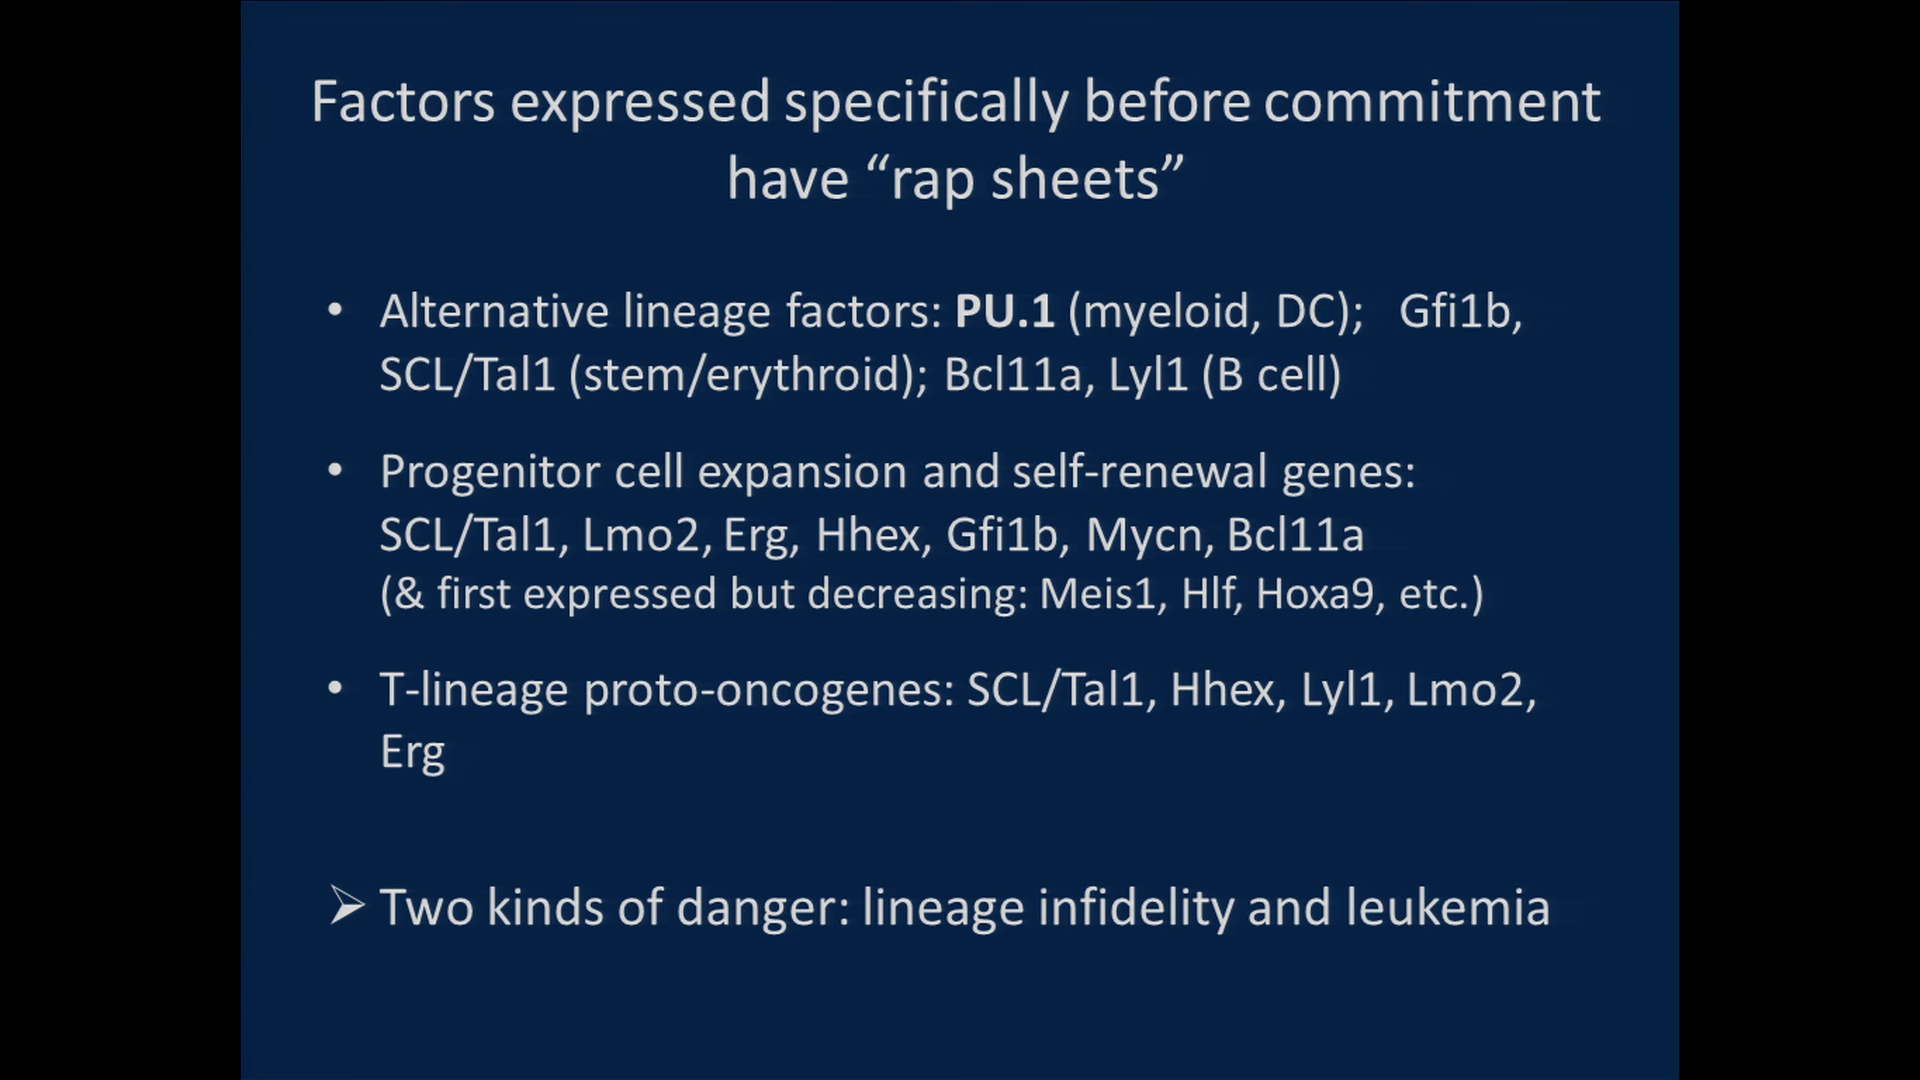 Factors expressed specifically before commitment
have “rap sheets”
• Alternative lineage factors: PU.1 (myeloid, DC); Gfi1b,
SCL/Tal1 (stem/erythroid); Bcl11a, Lyl1 (B cell)
• Progenitor cell expansion and self-renewal genes:
SCL/Tal1, Lmo2, Erg, Hhex, Gfi1b, Mycn, Bcl11a
(& first expressed but decreasing: Meis1, Hlf, Hoxa9, etc.)
• T-lineage proto-oncogenes: SCL/Tal1, Hhex, Lyl1, Lmo2,
Erg
➢ Two kinds of danger: lineage infidelity and leukemia